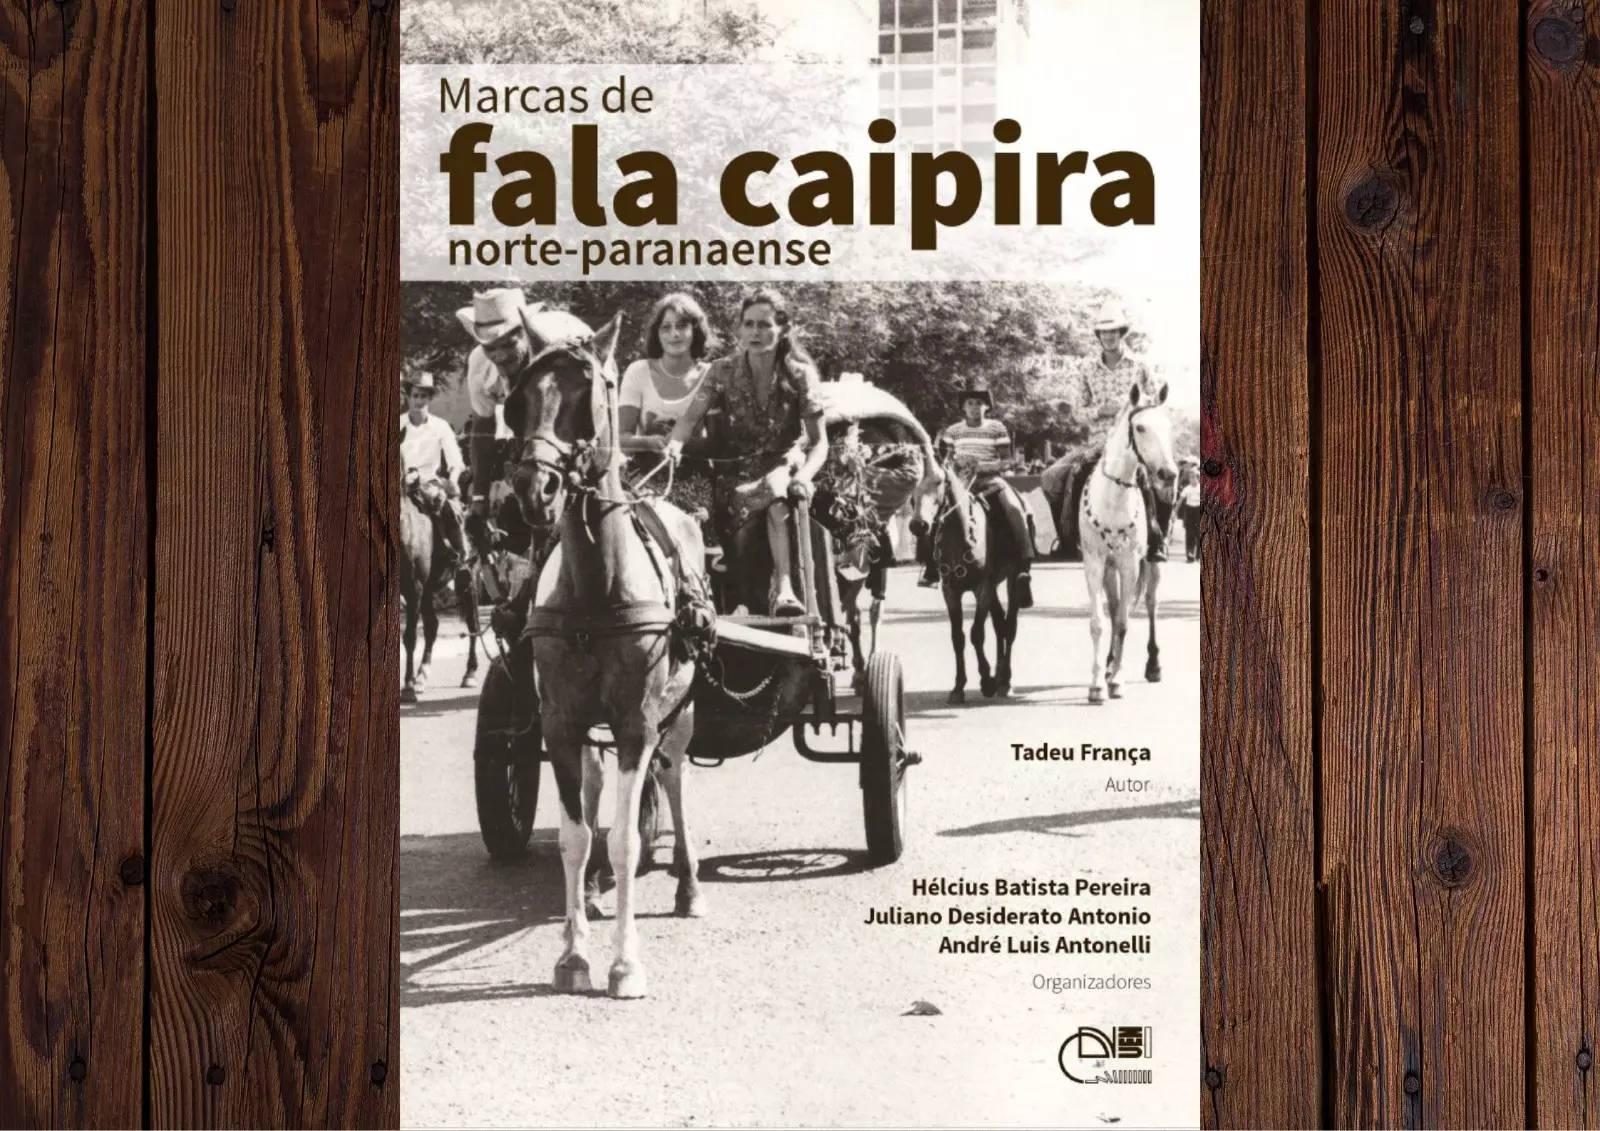 Marcas de
fala caipira
norte-paranaense
Tadeu França
Autor
Hélcius Batista Pereira
Juliano Desiderato Antonio
André Luis Antonelli
Organizadores
UEM